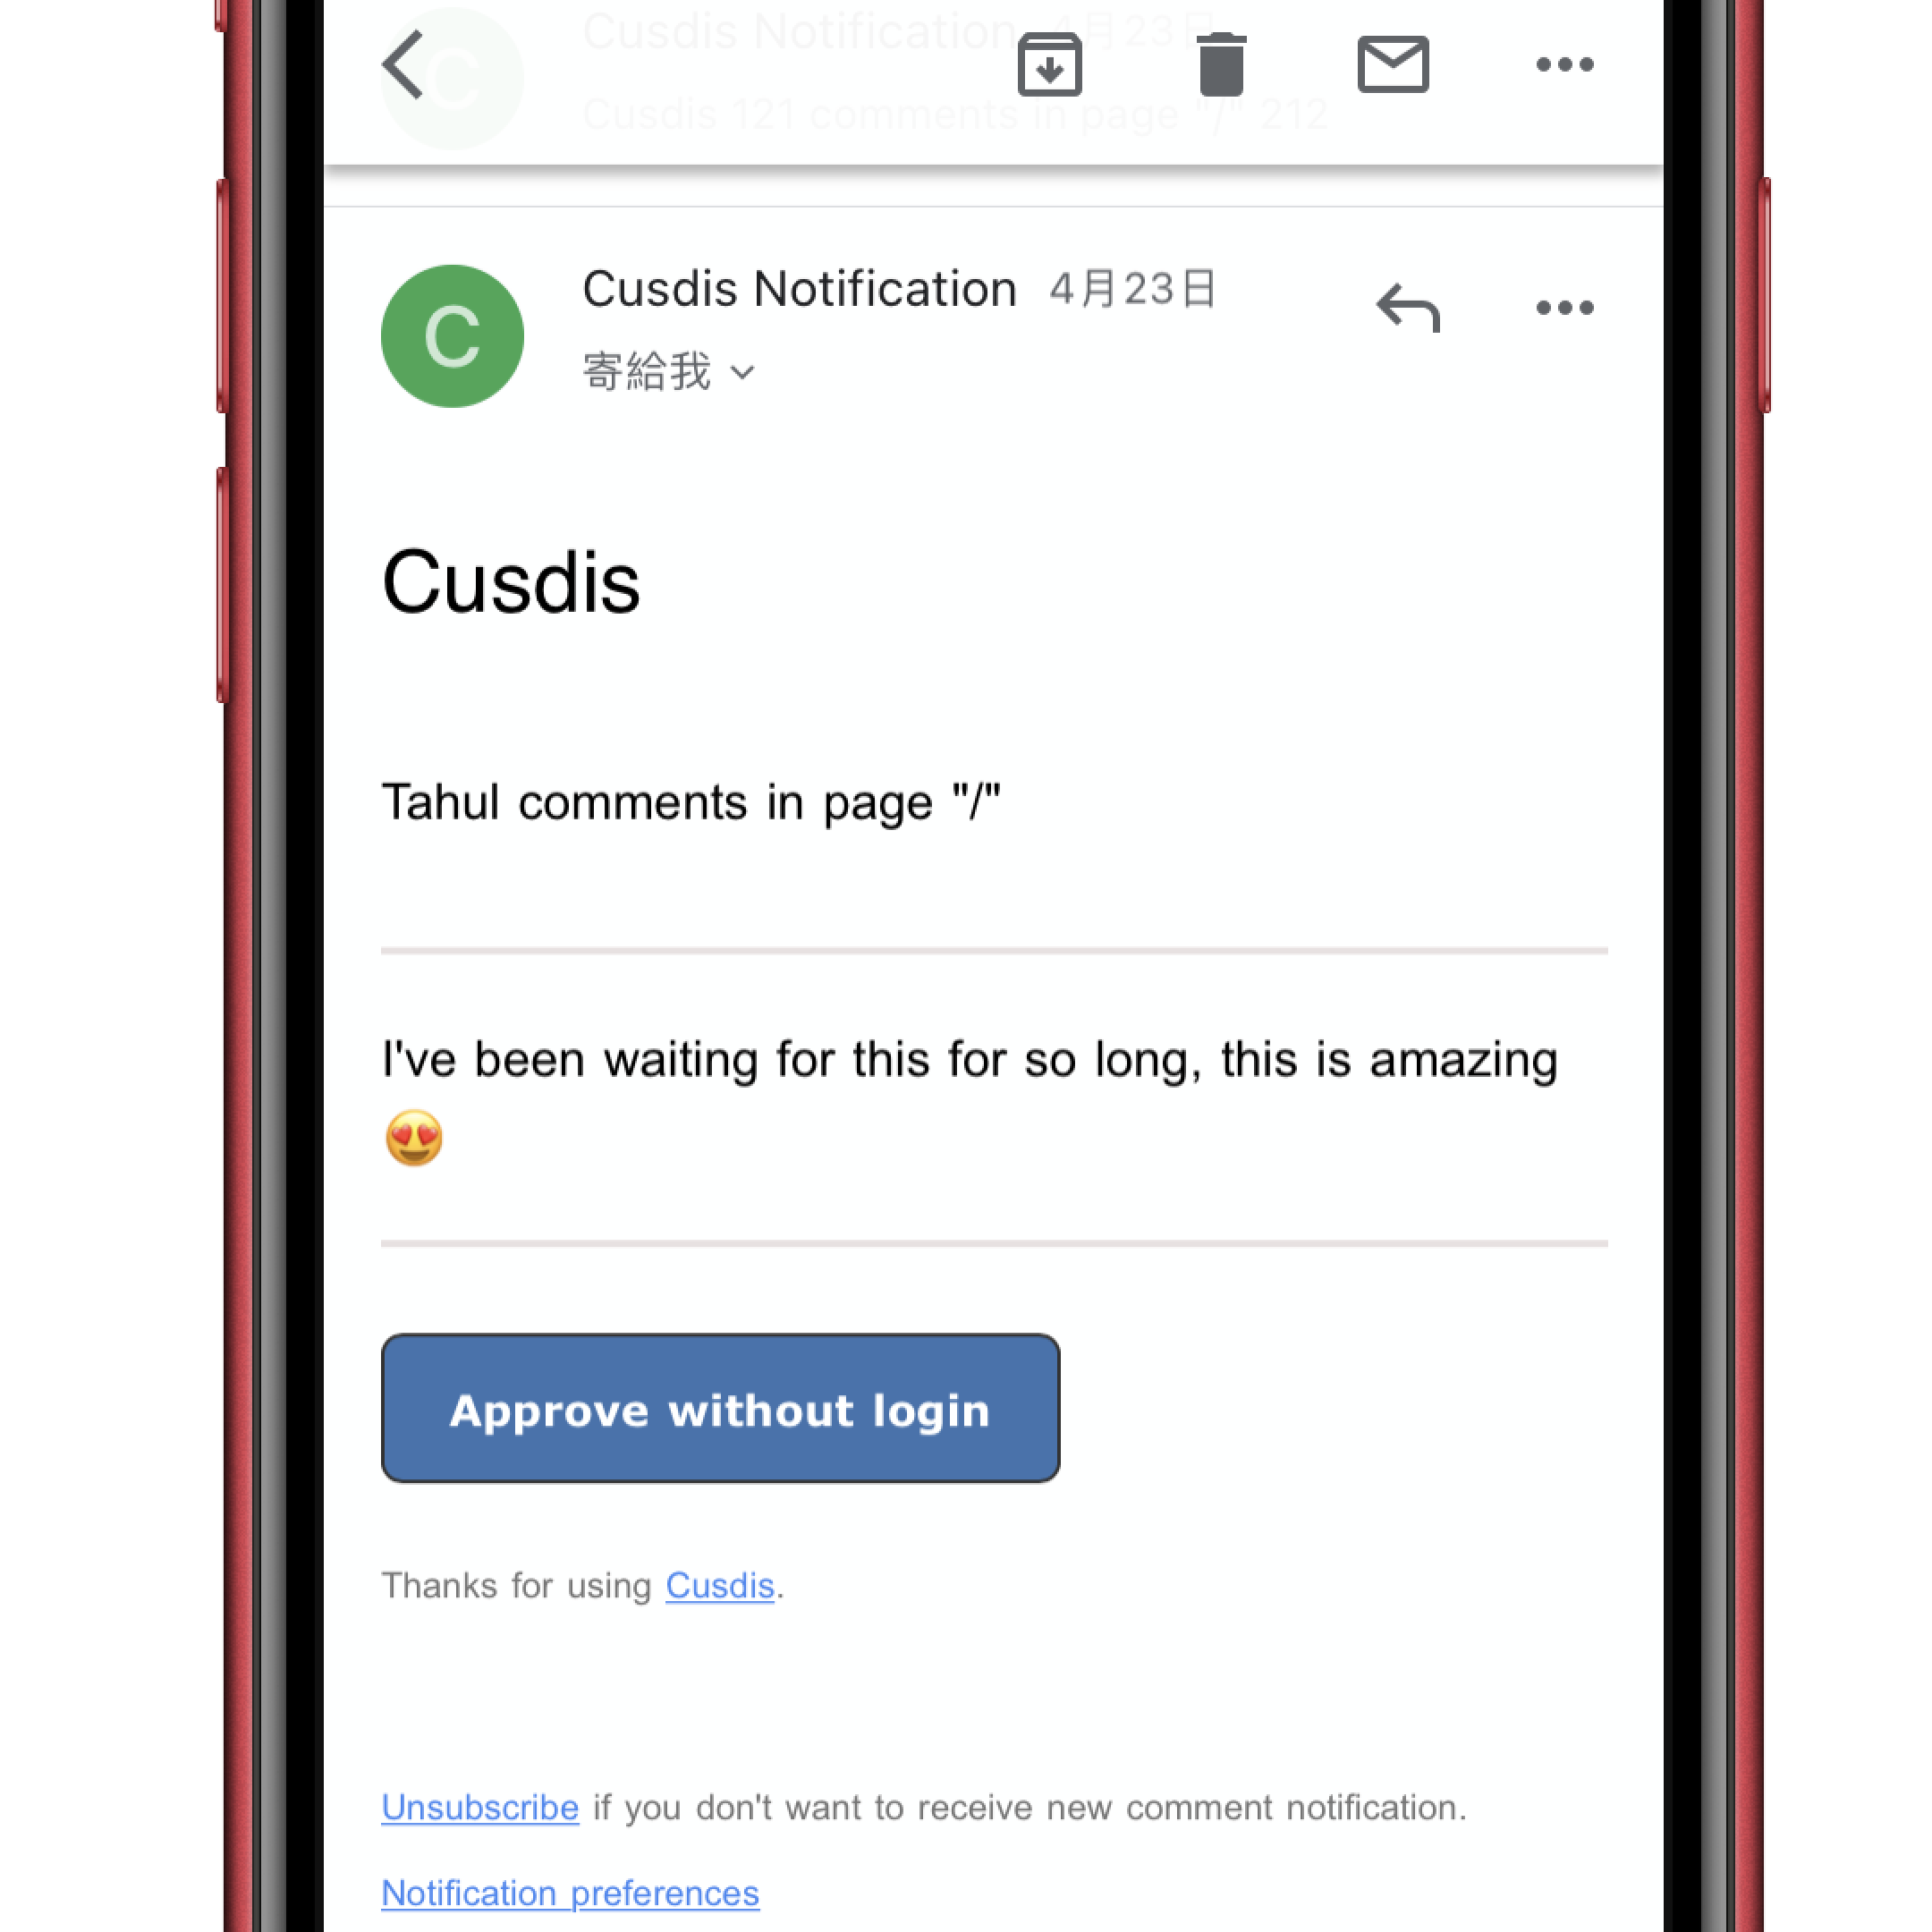 Cusdis Notification 4月23日
Cusdis 121 comments in page "/" 212
C
Cusdis Notification 4月23日
C
寄給我
Cusdis
Tahul comments in page "/"
I've been waiting for this for so long, this is amazing
😍
Approve without login
Thanks for using Cusdis.
Unsubscribe if you don't want to receive new comment notification.
Notification preferences